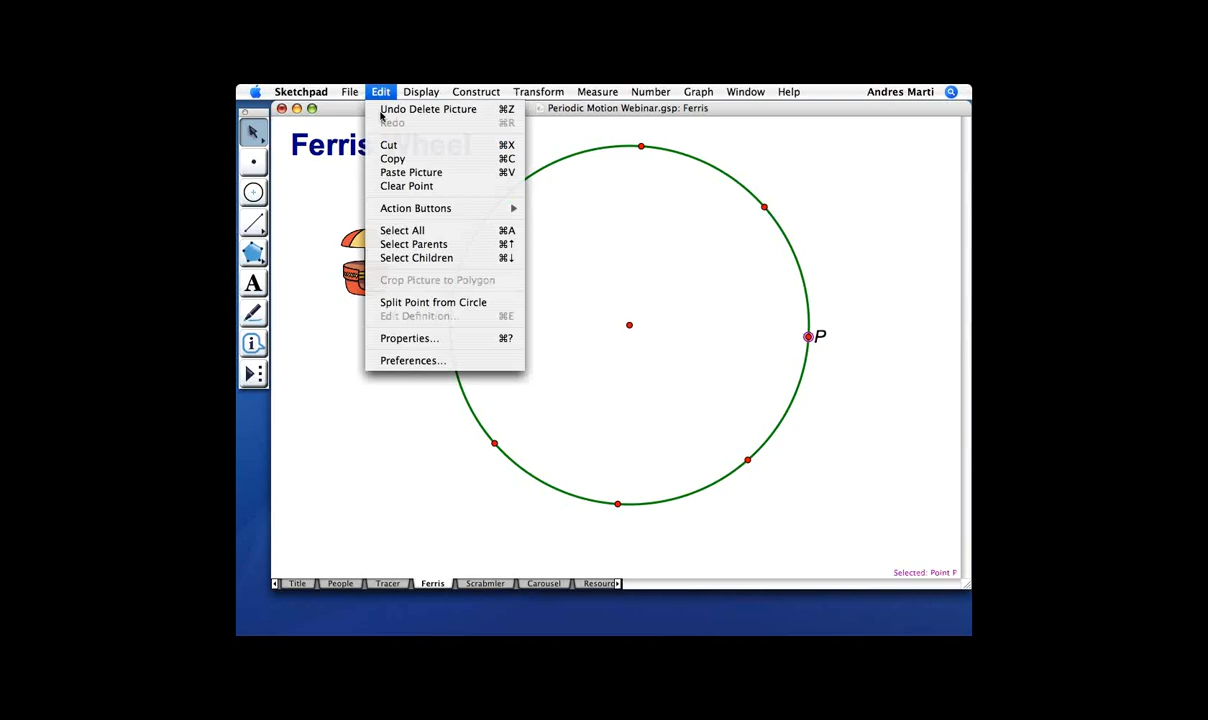 Sketchpad File Edit Display Construct Transform Measure Number Graph Window Help Andres Marti
Periodic Motion Webinar.gsp: Ferris
Undo Delete Picture ⌘Z
Redo ⌘R
Cut ⌘X
Copy ⌘C
Paste Picture ⌘V
Clear Point
Action Buttons
Select All ⌘A
Select Parents ⌘↑
Select Children ⌘↓
Crop Picture to Polygon
Split Point from Circle
Edit Definition... ⌘E
Properties... ⌘?
Preferences...
Ferris Wheel
A
P
Selected: Point P
Title People Tracer Ferris Scrabmler Carousel Resourc